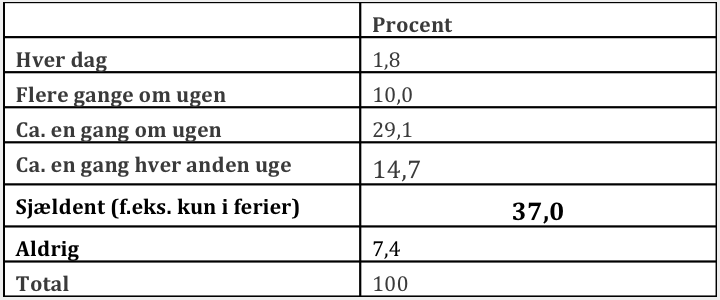 Procent
Hver dag 1,8
Flere gange om ugen 10,0
Ca. en gang om ugen 29,1
Ca. en gang hver anden uge 14,7
Sjældent (f.eks. kun i ferier) 37,0
Aldrig 7,4
Total 100